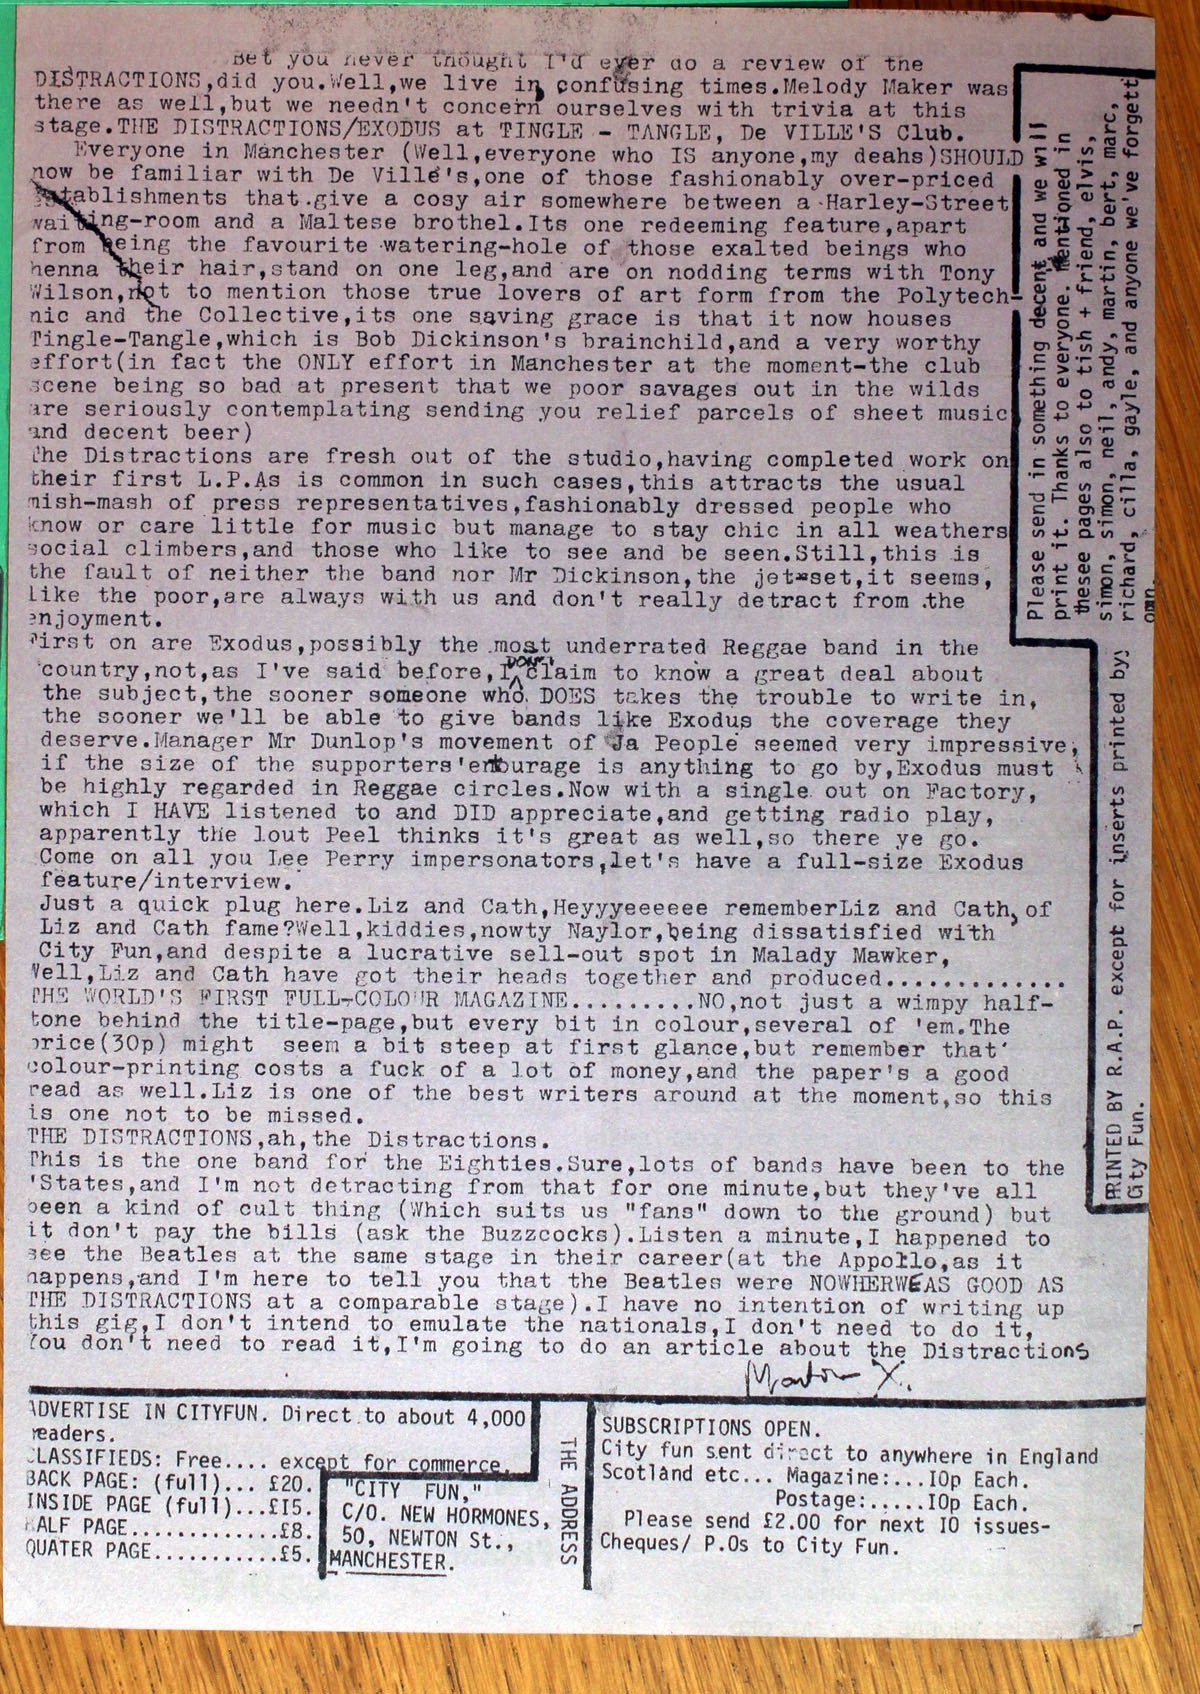 Bet you never thought I'd ever do a review of the
DISTRACTIONS,did you.Well,we live in confusing times.Melody Maker was
there as well,but we needn't concern ourselves with trivia at this
stage.THE DISTRACTIONS/EXODUS at TINGLE - TANGLE, De VILLE'S Club.
Everyone in Manchester (Well,everyone who IS anyone,my deahs)SHOULD
now be familiar with De Ville's,one of those fashionably over-priced
establishments that give a cosy air somewhere between a Harley-Street
waiting-room and a Maltese brothel.Its one redeeming feature,apart
from being the favourite watering-hole of those exalted beings who
henna their hair,stand on one leg,and are on nodding terms with Tony
Wilson,not to mention those true lovers of art form from the Polytech-
nic and the Collective,its one saving grace is that it now houses
Tingle-Tangle,which is Bob Dickinson's brainchild,and a very worthy
effort(in fact the ONLY effort in Manchester at the moment-the club
scene being so bad at present that we poor savages out in the wilds
are seriously contemplating sending you relief parcels of sheet music
and decent beer)
The Distractions are fresh out of the studio,having completed work on
their first L.P.As is common in such cases,this attracts the usual
mish-mash of press representatives,fashionably dressed people who
know or care little for music but manage to stay chic in all weathers
social climbers,and those who like to see and be seen.Still,this is
the fault of neither the band nor Mr Dickinson,the jet-set,it seems,
like the poor,are always with us and don't really detract from .the
enjoyment.
First on are Exodus,possibly the most underrated Reggae band in the
country,not,as I've said before,I don't claim to know a great deal about
the subject,the sooner someone who DOES takes the trouble to write in,
the sooner we'll be able to give bands like Exodus the coverage they
deserve.Manager Mr Dunlop's movement of Ja People seemed very impressive,
if the size of the supporters'entourage is anything to go by,Exodus must
be highly regarded in Reggae circles.Now with a single out on Factory,
which I HAVE listened to and DID appreciate,and getting radio play,
apparently the lout Peel thinks it's great as well,so there ye go.
Come on all you Lee Perry impersonators,let's have a full-size Exodus
feature/interview.
Just a quick plug here.Liz and Cath,Heyyyeeeeee rememberLiz and Cath,of
Liz and Cath fame?Well,kiddies,nowty Naylor,being dissatisfied with
City Fun,and despite a lucrative sell-out spot in Malady Mawker,
Well,Liz and Cath have got their heads together and produced.............
THE WORLD'S FIRST FULL-COLOUR MAGAZINE.........NO,not just a wimpy half-
tone behind the title-page,but every bit in colour,several of 'em.The
price(30p) might seem a bit steep at first glance,but remember that
colour-printing costs a fuck of a lot of money,and the paper's a good
read as well.Liz is one of the best writers around at the moment,so this
is one not to be missed.
THE DISTRACTIONS,ah,the Distractions.
This is the one band for the Eighties.Sure,lots of bands have been to the
'States,and I'm not detracting from that for one minute,but they've all
been a kind of cult thing (Which suits us "fans" down to the ground) but
it don't pay the bills (ask the Buzzcocks).Listen a minute,I happened to
see the Beatles at the same stage in their career(at the Appollo,as it
happens,and I'm here to tell you that the Beatles were NOWHERWEAS GOOD AS
THE DISTRACTIONS at a comparable stage).I have no intention of writing up
this gig,I don't intend to emulate the nationals,I don't need to do it,
You don't need to read it,I'm going to do an article about the Distractions
Martin X.
Please send in something decent and we will
print it. Thanks to everyone. Mentioned in
thesee pages also to tish + friend, elvis,
simon, simon, neil, andy, martin, bert, marc,
richard, cilla, gayle, and anyone we've forgett
PRINTED BY R.A.P. except for inserts printed by
City Fun.
ADVERTISE IN CITYFUN. Direct to about 4,000
readers.
CLASSIFIEDS: Free.... except for commerce.
BACK PAGE: (full)... £20.
INSIDE PAGE (full)...£I5.
HALF PAGE............£8.
QUATER PAGE..........£5.
"CITY FUN,"
C/O. NEW HORMONES,
50, NEWTON St.,
MANCHESTER.
THE ADDRESS
SUBSCRIPTIONS OPEN.
City fun sent direct to anywhere in England
Scotland etc... Magazine:...IOp Each.
Postage:.....IOp Each.
Please send £2.00 for next IO issues-
Cheques/ P.Os to City Fun.